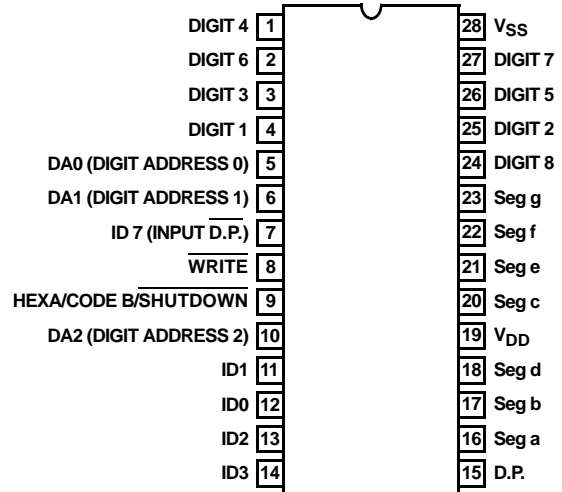 DIGIT 4 1 28 VSS
DIGIT 6 2 27 DIGIT 7
DIGIT 3 3 26 DIGIT 5
DIGIT 1 4 25 DIGIT 2
DA0 (DIGIT ADDRESS 0) 5 24 DIGIT 8
DA1 (DIGIT ADDRESS 1) 6 23 Seg g
ID 7 (INPUT D.P.) 7 22 Seg f
WRITE 8 21 Seg e
HEXA/CODE B/SHUTDOWN 9 20 Seg c
DA2 (DIGIT ADDRESS 2) 10 19 VDD
ID1 11 18 Seg d
ID0 12 17 Seg b
ID2 13 16 Seg a
ID3 14 15 D.P.